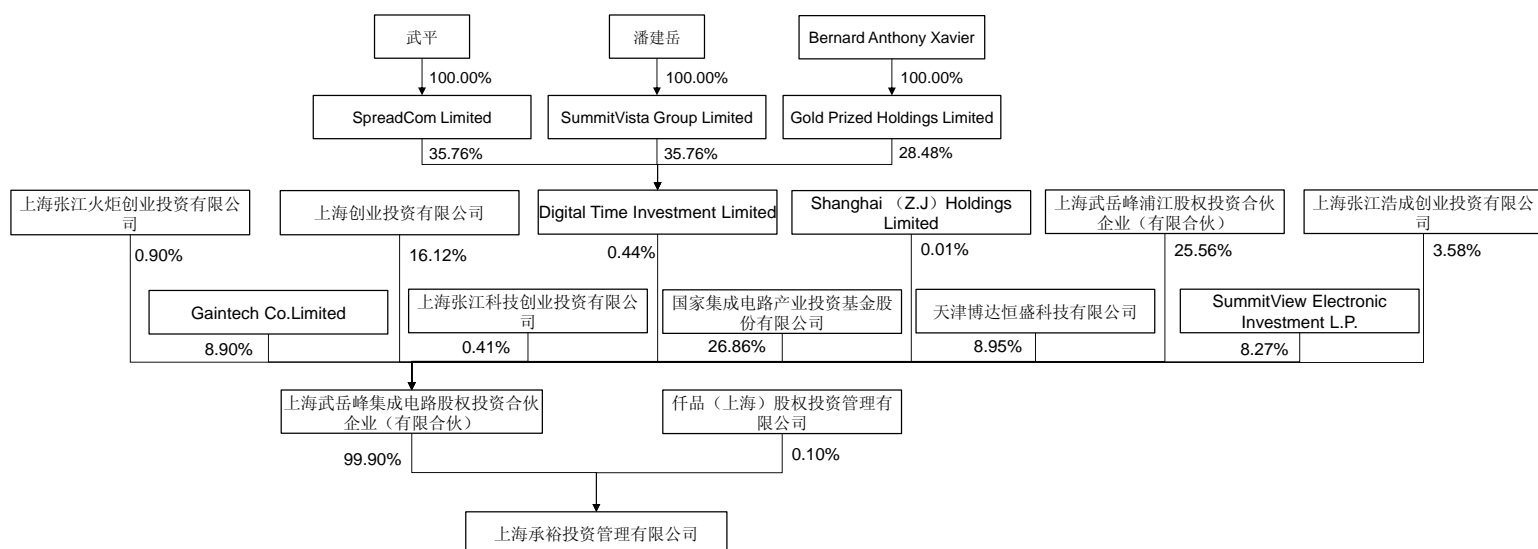 武平
潘建岳
Bernard Anthony Xavier
100.00%
100.00%
100.00%
SpreadCom Limited
SummitVista Group Limited
Gold Prized Holdings Limited
35.76%
35.76%
28.48%
上海张江火炬创业投资有限公
司
上海创业投资有限公司
Digital Time Investment Limited
Shanghai （Z.J）Holdings
Limited
上海武岳峰浦江股权投资合伙
企业（有限合伙）
上海张江浩成创业投资有限公
司
0.90%
16.12%
0.44%
0.01%
25.56%
3.58%
Gaintech Co.Limited
上海张江科技创业投资有限公
司
国家集成电路产业投资基金股
份有限公司
天津博达恒盛科技有限公司
SummitView Electronic
Investment L.P.
8.90%
0.41%
26.86%
8.95%
8.27%
上海武岳峰集成电路股权投资合伙
企业（有限合伙）
仟品（上海）股权投资管理有
限公司
99.90%
0.10%
上海承裕投资管理有限公司